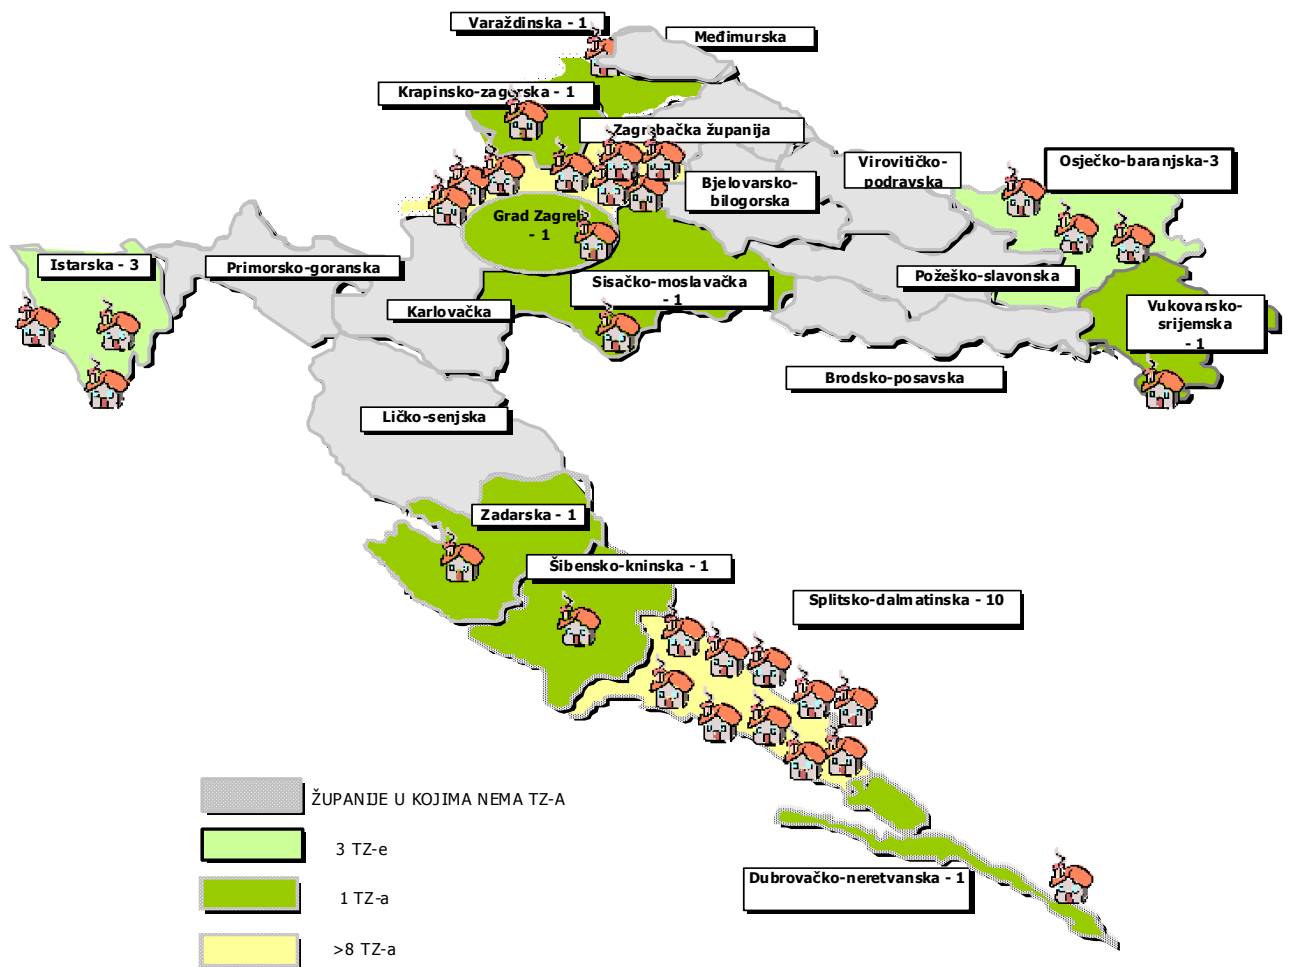 Varaždinska - 1
Međimurska
Krapinsko-zagorska - 1
Zagrebačka županija
Virovitičko-
podravska
Osječko-baranjska-3
Bjelovarsko-
bilogorska
Grad Zagreb
- 1
Istarska - 3
Primorsko-goranska
Sisačko-moslavačka
- 1
Požeško-slavonska
Karlovačka
Vukovarsko-
srijemska
- 1
Brodsko-posavska
Ličko-senjska
Zadarska - 1
Šibensko-kninska - 1
Splitsko-dalmatinska - 10
ŽUPANIJE U KOJIMA NEMA TZ-A
3 TZ-e
1 TZ-a
>8 TZ-a
Dubrovačko-neretvanska - 1